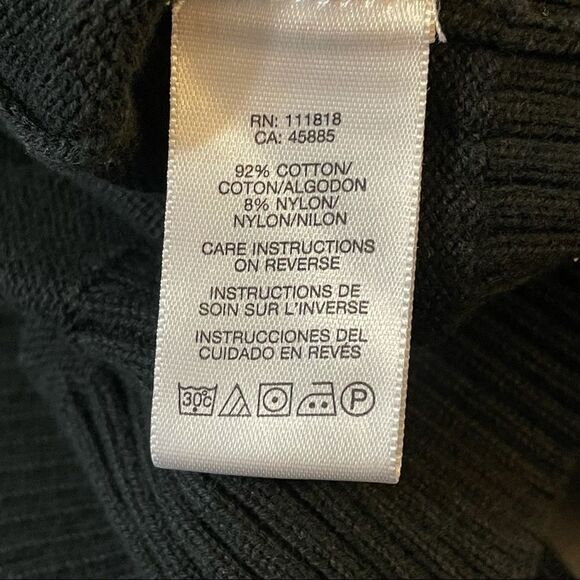 RN: 111818
CA: 45885
92% COTTON/
COTON/ALGODON
8% NYLON/
NYLON/NILON
CARE INSTRUCTIONS
ON REVERSE
INSTRUCTIONS DE
SOIN SUR L'INVERSE
INSTRUCCIONES DEL
CUIDADO EN REVÉS
30c P